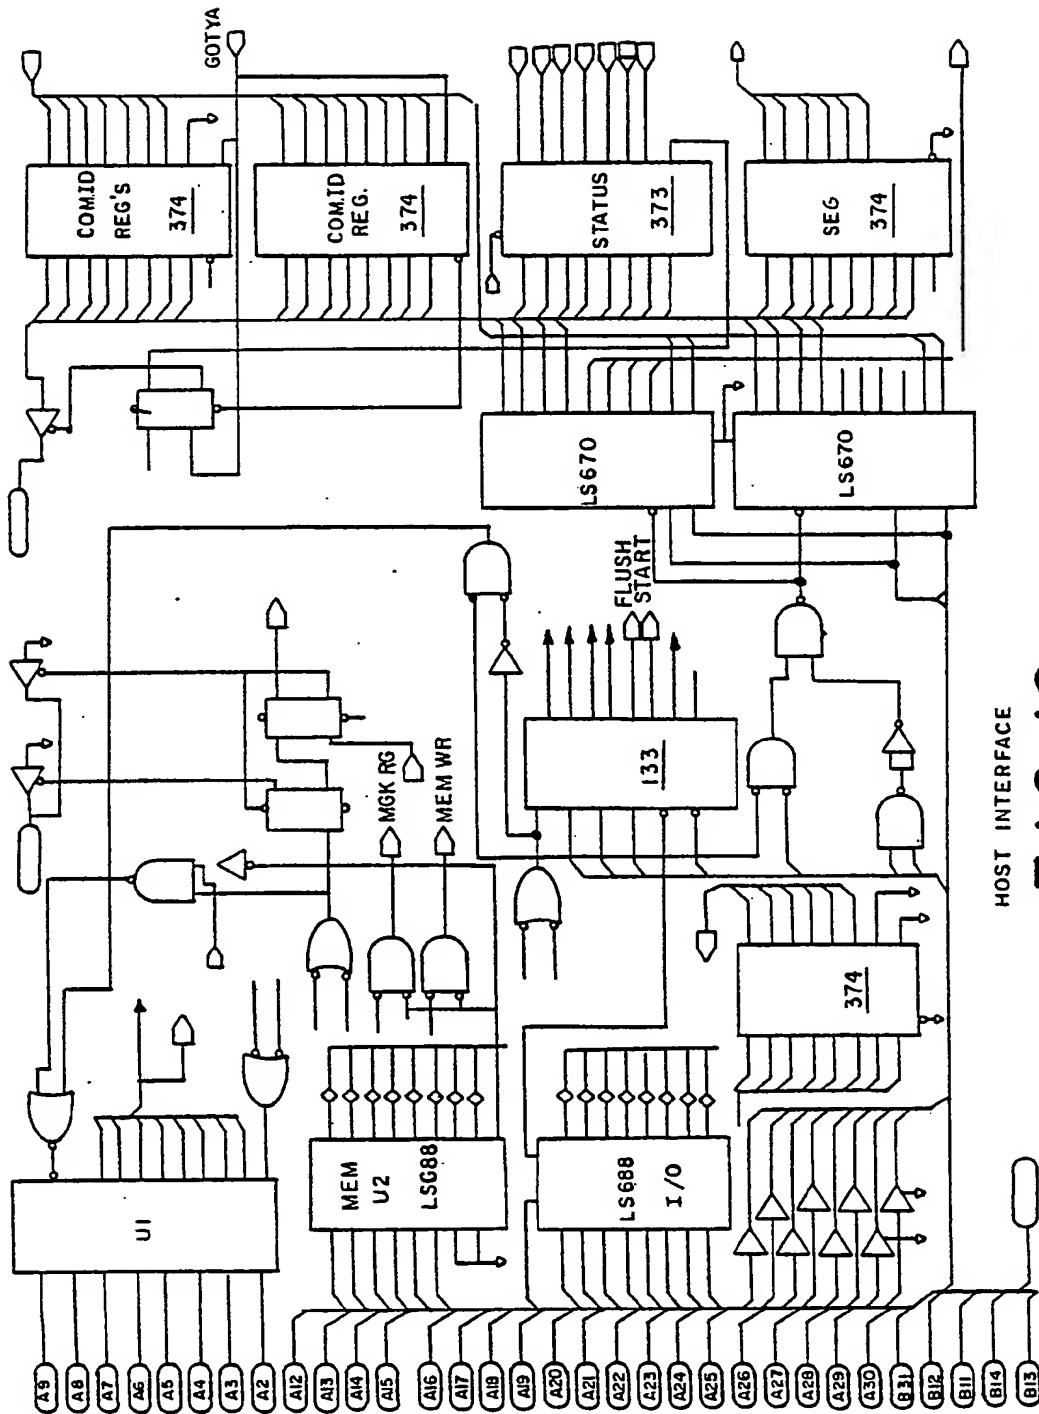 GOTYA
COM.ID
REG'S
374
COM.ID
REG.
374
STATUS
373
SEG
374
LS670
LS670
FLUSH
START
133
MGK RG
MEM WR
374
U1
MEM
U2
LSG88
LS688
I/O
A9
A8
A7
A6
A5
A4
A3
A2
A12
A13
A14
A15
A16
A17
A18
A19
A20
A21
A22
A23
A24
A25
A26
A27
A28
A29
A30
B31
B12
B11
B14
B13
HOST INTERFACE